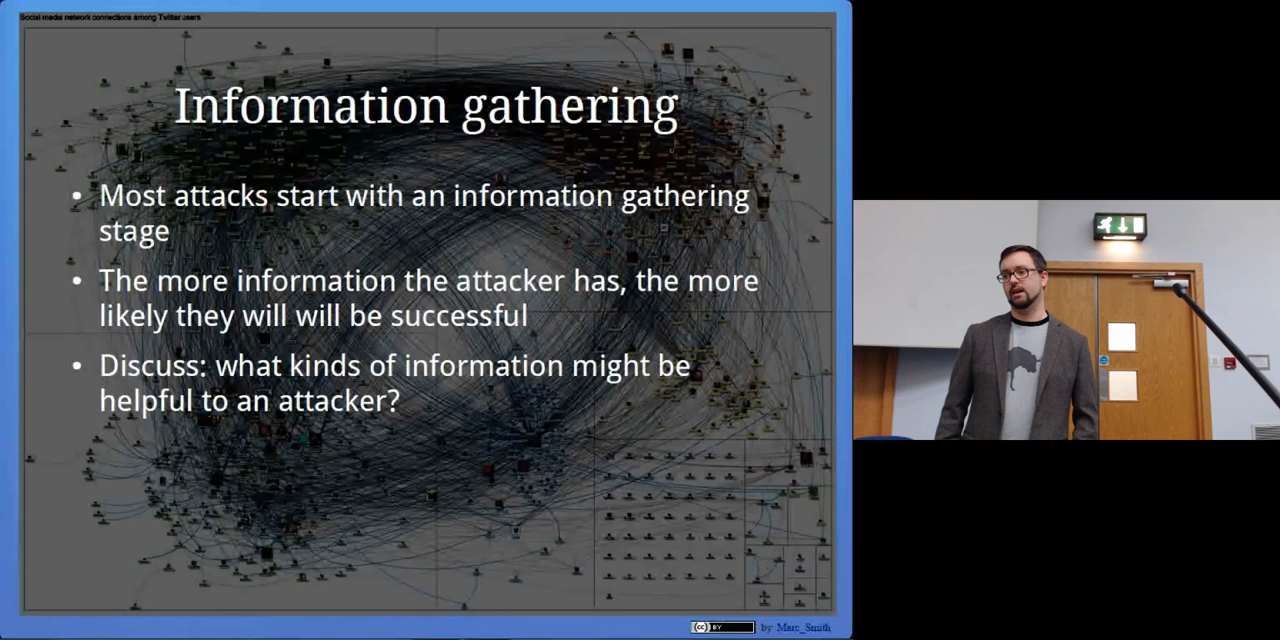 Social media network connections among Twitter users
Information gathering
• Most attacks start with an information gathering
stage
• The more information the attacker has, the more
likely they will will be successful
• Discuss: what kinds of information might be
helpful to an attacker?
(cc) BY
by: Marc_Smith